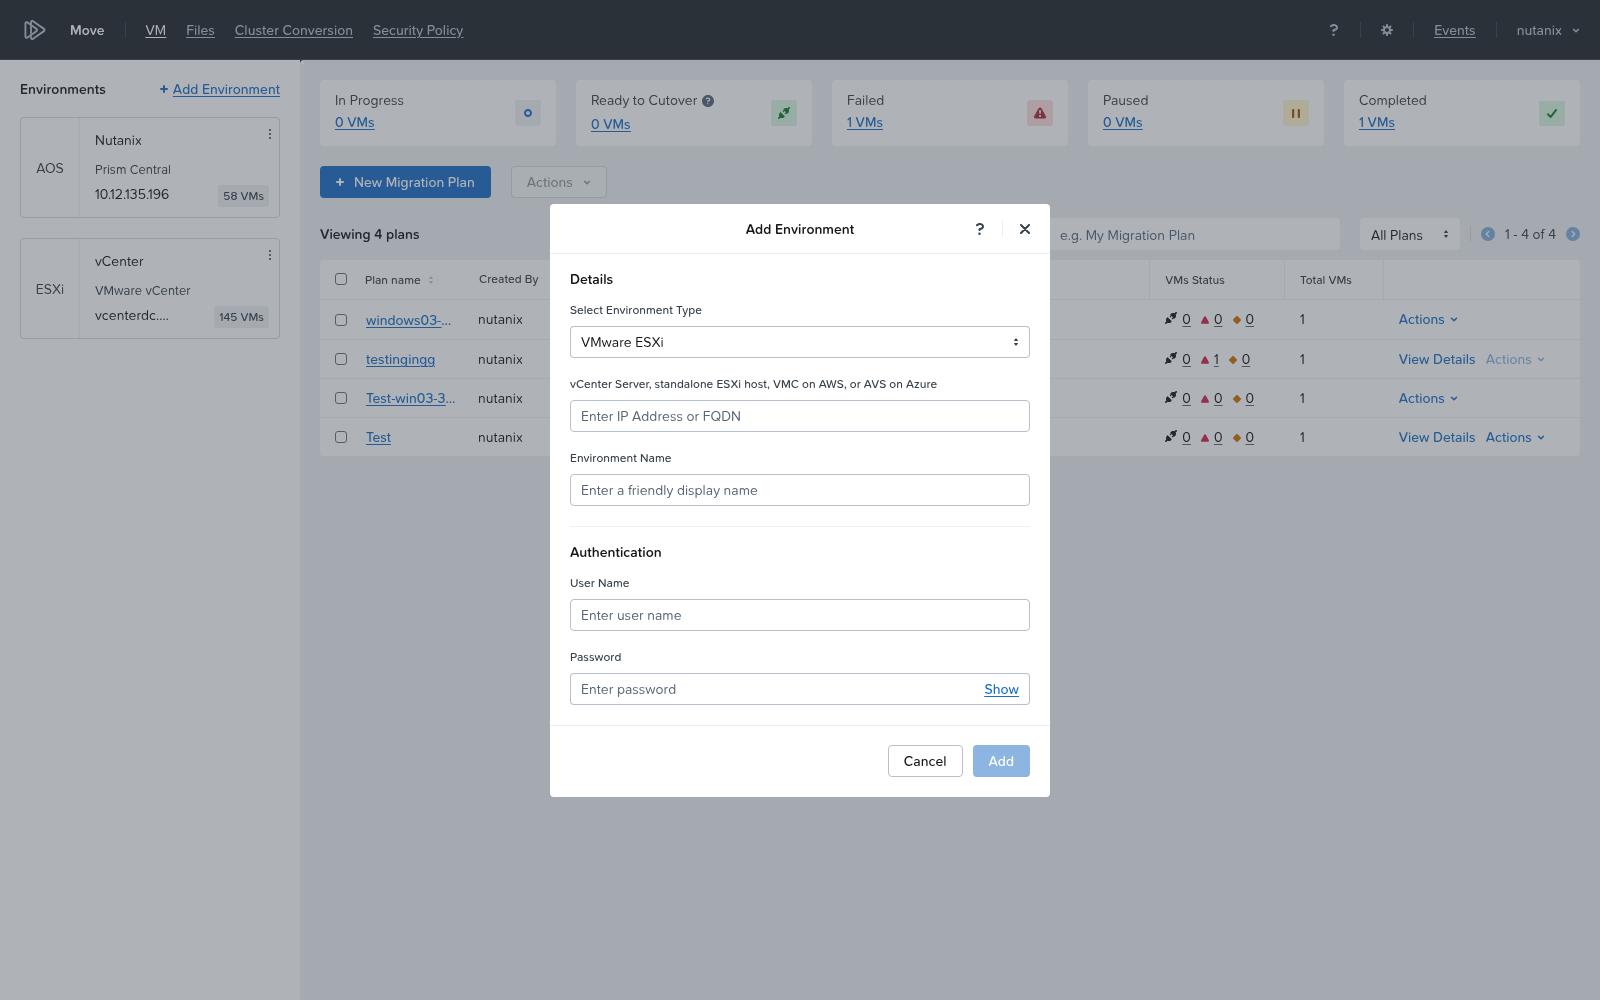 Move VM Files Cluster Conversion Security Policy ? Events nutanix
Environments + Add Environment
AOS
Nutanix
Prism Central
10.12.135.196 58 VMs
ESXi
vCenter
VMware vCenter
vcenterdc.... 145 VMs
In Progress
0 VMs
Ready to Cutover ?
0 VMs
Failed
1 VMs
Paused
0 VMs
Completed
1 VMs
+ New Migration Plan Actions
Viewing 4 plans e.g. My Migration Plan All Plans 1 - 4 of 4
Plan name Created By VMs Status Total VMs
windows03-... nutanix 0 0 0 1 Actions
testingingg nutanix 0 1 0 1 View Details Actions
Test-win03-3... nutanix 0 0 0 1 Actions
Test nutanix 0 0 0 1 View Details Actions
Add Environment ?
Details
Select Environment Type
VMware ESXi
vCenter Server, standalone ESXi host, VMC on AWS, or AVS on Azure
Enter IP Address or FQDN
Environment Name
Enter a friendly display name
Authentication
User Name
Enter user name
Password
Enter password Show
Cancel Add